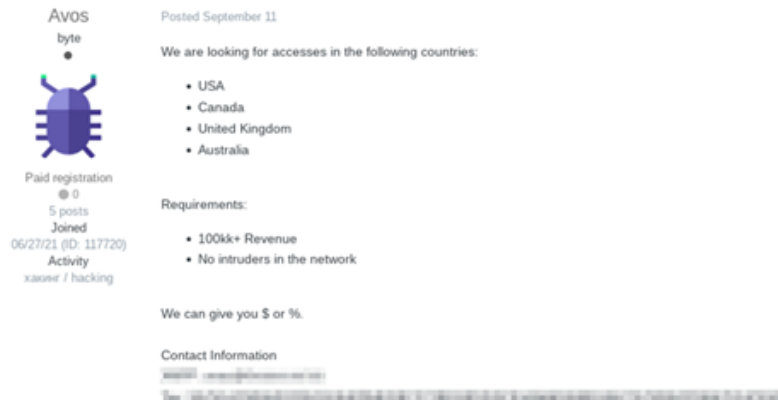 Avos
byte
Paid registration
0
5 posts
Joined
06/27/21 (ID: 117720)
Activity
хакинг / hacking
Posted September 11
We are looking for accesses in the following countries:
• USA
• Canada
• United Kingdom
• Australia
Requirements:
• 100kk+ Revenue
• No intruders in the network
We can give you $ or %.
Contact Information